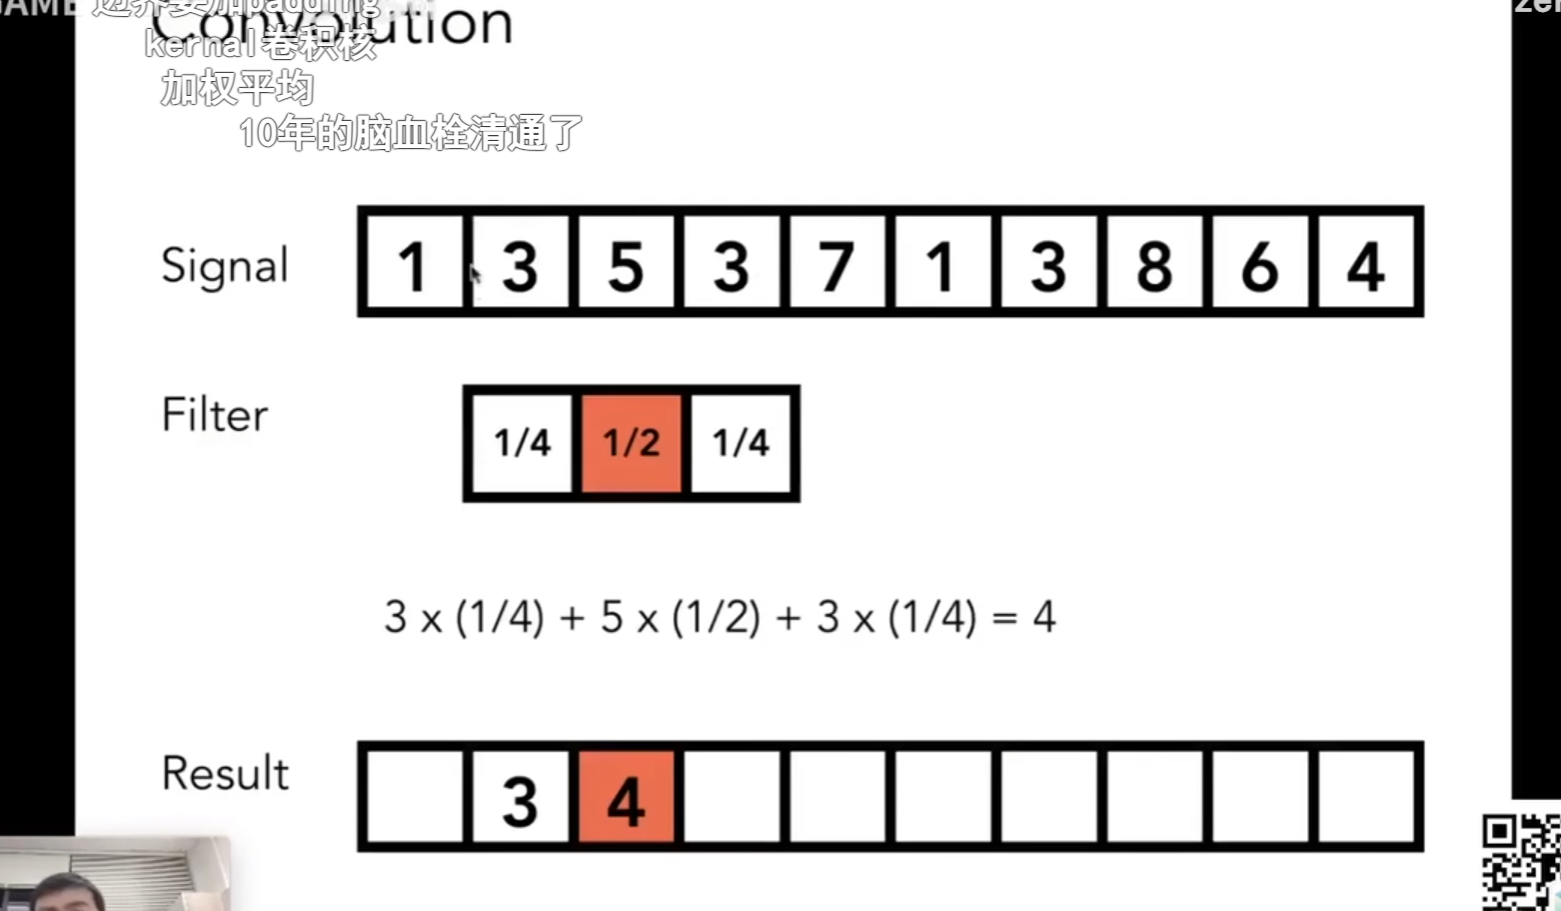 GAME 边界要加padding
Convolution
kernal卷积核
加权平均
10年的脑血栓清通了
Signal 1 3 5 3 7 1 3 8 6 4
Filter 1/4 1/2 1/4
3 x (1/4) + 5 x (1/2) + 3 x (1/4) = 4
Result 3 4